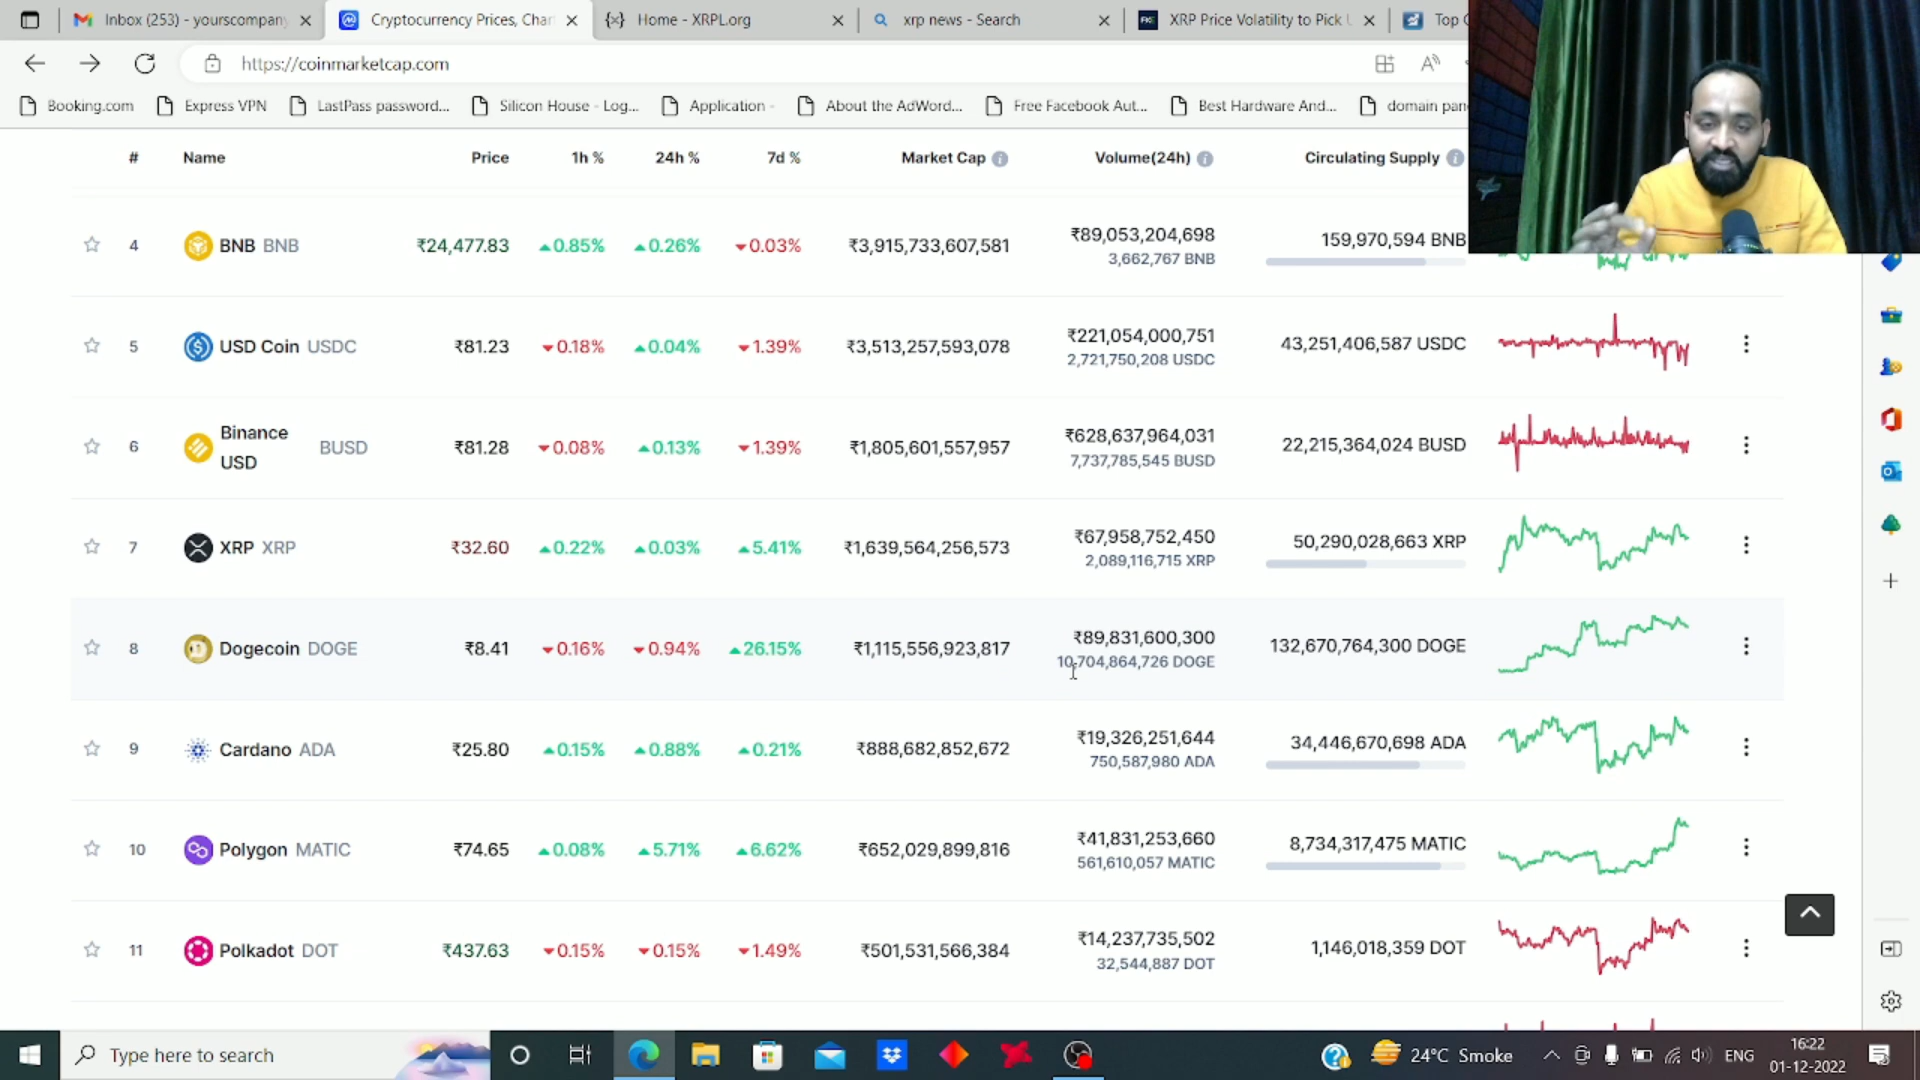 Inbox (253) - yourscompany
Cryptocurrency Prices, Char
Home - XRPL.org
xrp news - Search
XRP Price Volatility to Pick U
Top C
https://coinmarketcap.com
Booking.com
Express VPN
LastPass password...
Silicon House - Log...
Application -
About the AdWord...
Free Facebook Aut...
Best Hardware And...
domain pan
# Name Price 1h % 24h % 7d % Market Cap Volume(24h) Circulating Supply
4 BNB BNB ₹24,477.83 0.85% 0.26% 0.03% ₹3,915,733,607,581 ₹89,053,204,698 159,970,594 BNB
3,662,767 BNB
5 USD Coin USDC ₹81.23 0.18% 0.04% 1.39% ₹3,513,257,593,078 ₹221,054,000,751 43,251,406,587 USDC
2,721,750,208 USDC
6 Binance USD BUSD ₹81.28 0.08% 0.13% 1.39% ₹1,805,601,557,957 ₹628,637,964,031 22,215,364,024 BUSD
7,737,785,545 BUSD
7 XRP XRP ₹32.60 0.22% 0.03% 5.41% ₹1,639,564,256,573 ₹67,958,752,450 50,290,028,663 XRP
2,089,116,715 XRP
8 Dogecoin DOGE ₹8.41 0.16% 0.94% 26.15% ₹1,115,556,923,817 ₹89,831,600,300 132,670,764,300 DOGE
10,704,864,726 DOGE
9 Cardano ADA ₹25.80 0.15% 0.88% 0.21% ₹888,682,852,672 ₹19,326,251,644 34,446,670,698 ADA
750,587,980 ADA
10 Polygon MATIC ₹74.65 0.08% 5.71% 6.62% ₹652,029,899,816 ₹41,831,253,660 8,734,317,475 MATIC
561,610,057 MATIC
11 Polkadot DOT ₹437.63 0.15% 0.15% 1.49% ₹501,531,566,384 ₹14,237,735,502 1,146,018,359 DOT
32,544,887 DOT
Type here to search
24°C Smoke
ENG
16:22
01-12-2022